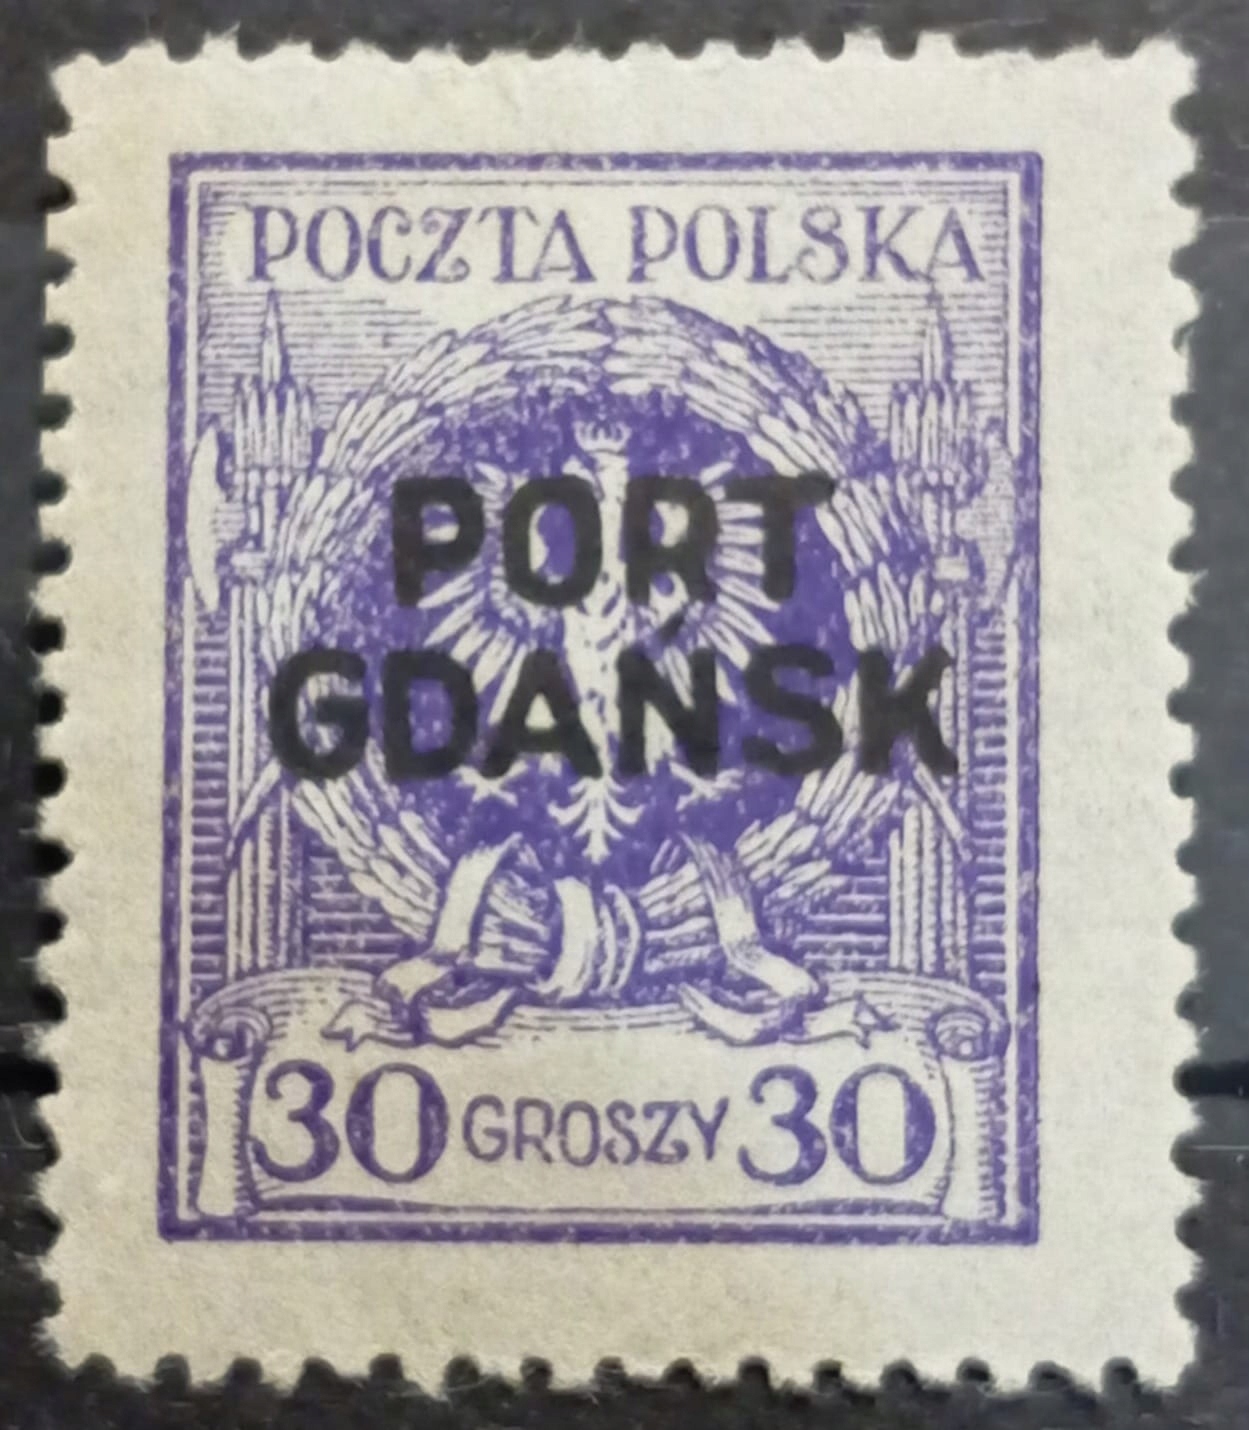 POCZTA POLSKA
PORT
GDAŃSK
30 GROSZY 30